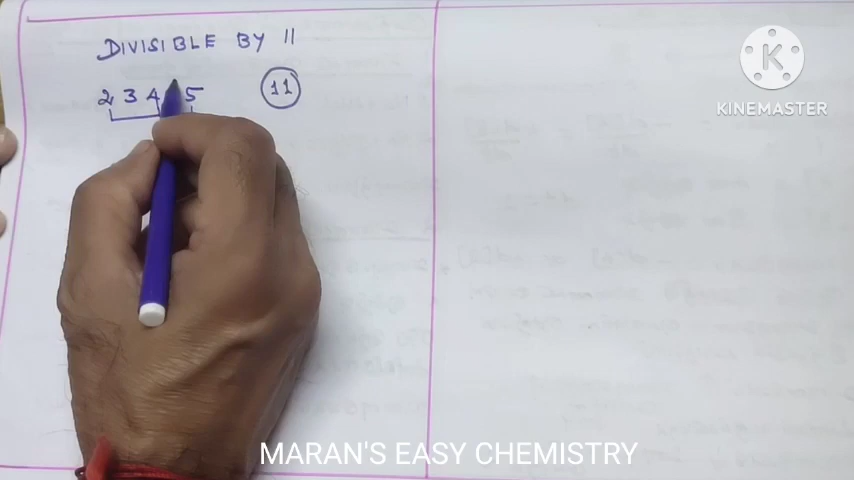 DIVISIBLE BY 11
2 3 4 5 11
KINEMASTER
MARAN'S EASY CHEMISTRY